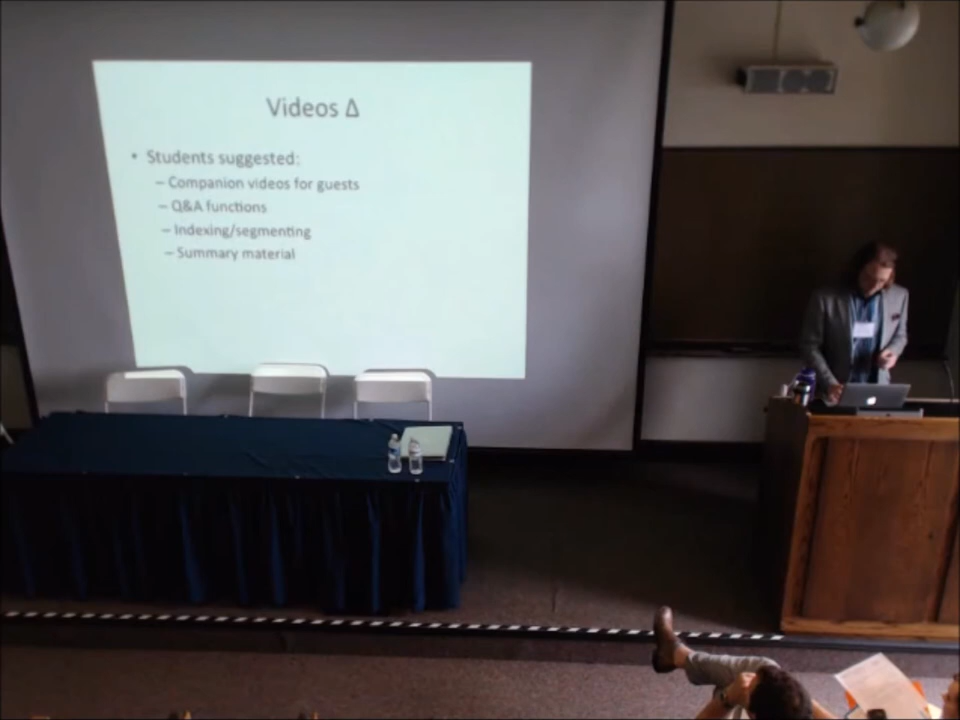 Videos Δ
• Students suggested:
– Companion videos for guests
– Q&A functions
– Indexing/segmenting
– Summary material